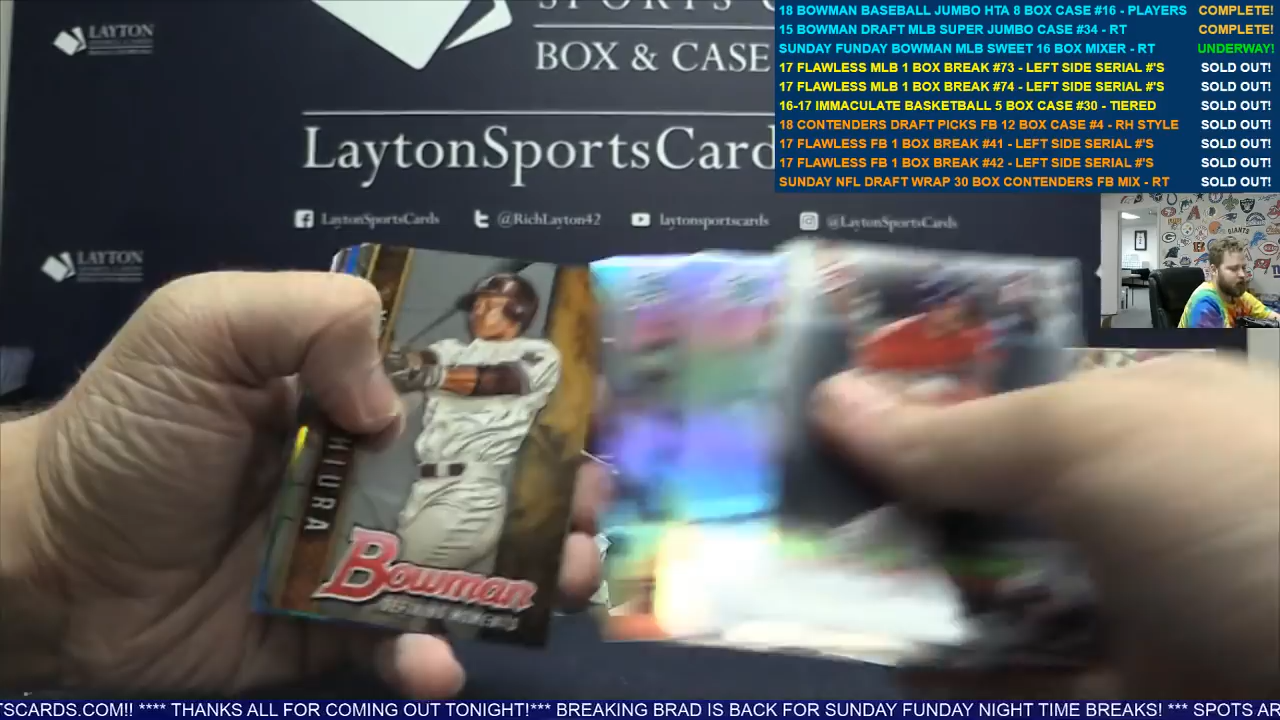 SPORTS C
BOX & CASE
LaytonSportsCard
LaytonSportsCards
@RichLayton42
laytonsportscards
@LaytonSportsCards
LAYTON
LAYTON
18 BOWMAN BASEBALL JUMBO HTA 8 BOX CASE #16 - PLAYERS COMPLETE!
15 BOWMAN DRAFT MLB SUPER JUMBO CASE #34 - RT COMPLETE!
SUNDAY FUNDAY BOWMAN MLB SWEET 16 BOX MIXER - RT UNDERWAY!
17 FLAWLESS MLB 1 BOX BREAK #73 - LEFT SIDE SERIAL #'S SOLD OUT!
17 FLAWLESS MLB 1 BOX BREAK #74 - LEFT SIDE SERIAL #'S SOLD OUT!
16-17 IMMACULATE BASKETBALL 5 BOX CASE #30 - TIERED SOLD OUT!
18 CONTENDERS DRAFT PICKS FB 12 BOX CASE #4 - RH STYLE SOLD OUT!
17 FLAWLESS FB 1 BOX BREAK #41 - LEFT SIDE SERIAL #'S SOLD OUT!
17 FLAWLESS FB 1 BOX BREAK #42 - LEFT SIDE SERIAL #'S SOLD OUT!
SUNDAY NFL DRAFT WRAP 30 BOX CONTENDERS FB MIX - RT SOLD OUT!
GIANTS
HIURA
Bowman
TSCARDS.COM!! **** THANKS ALL FOR COMING OUT TONIGHT!*** BREAKING BRAD IS BACK FOR SUNDAY FUNDAY NIGHT TIME BREAKS! *** SPOTS AR